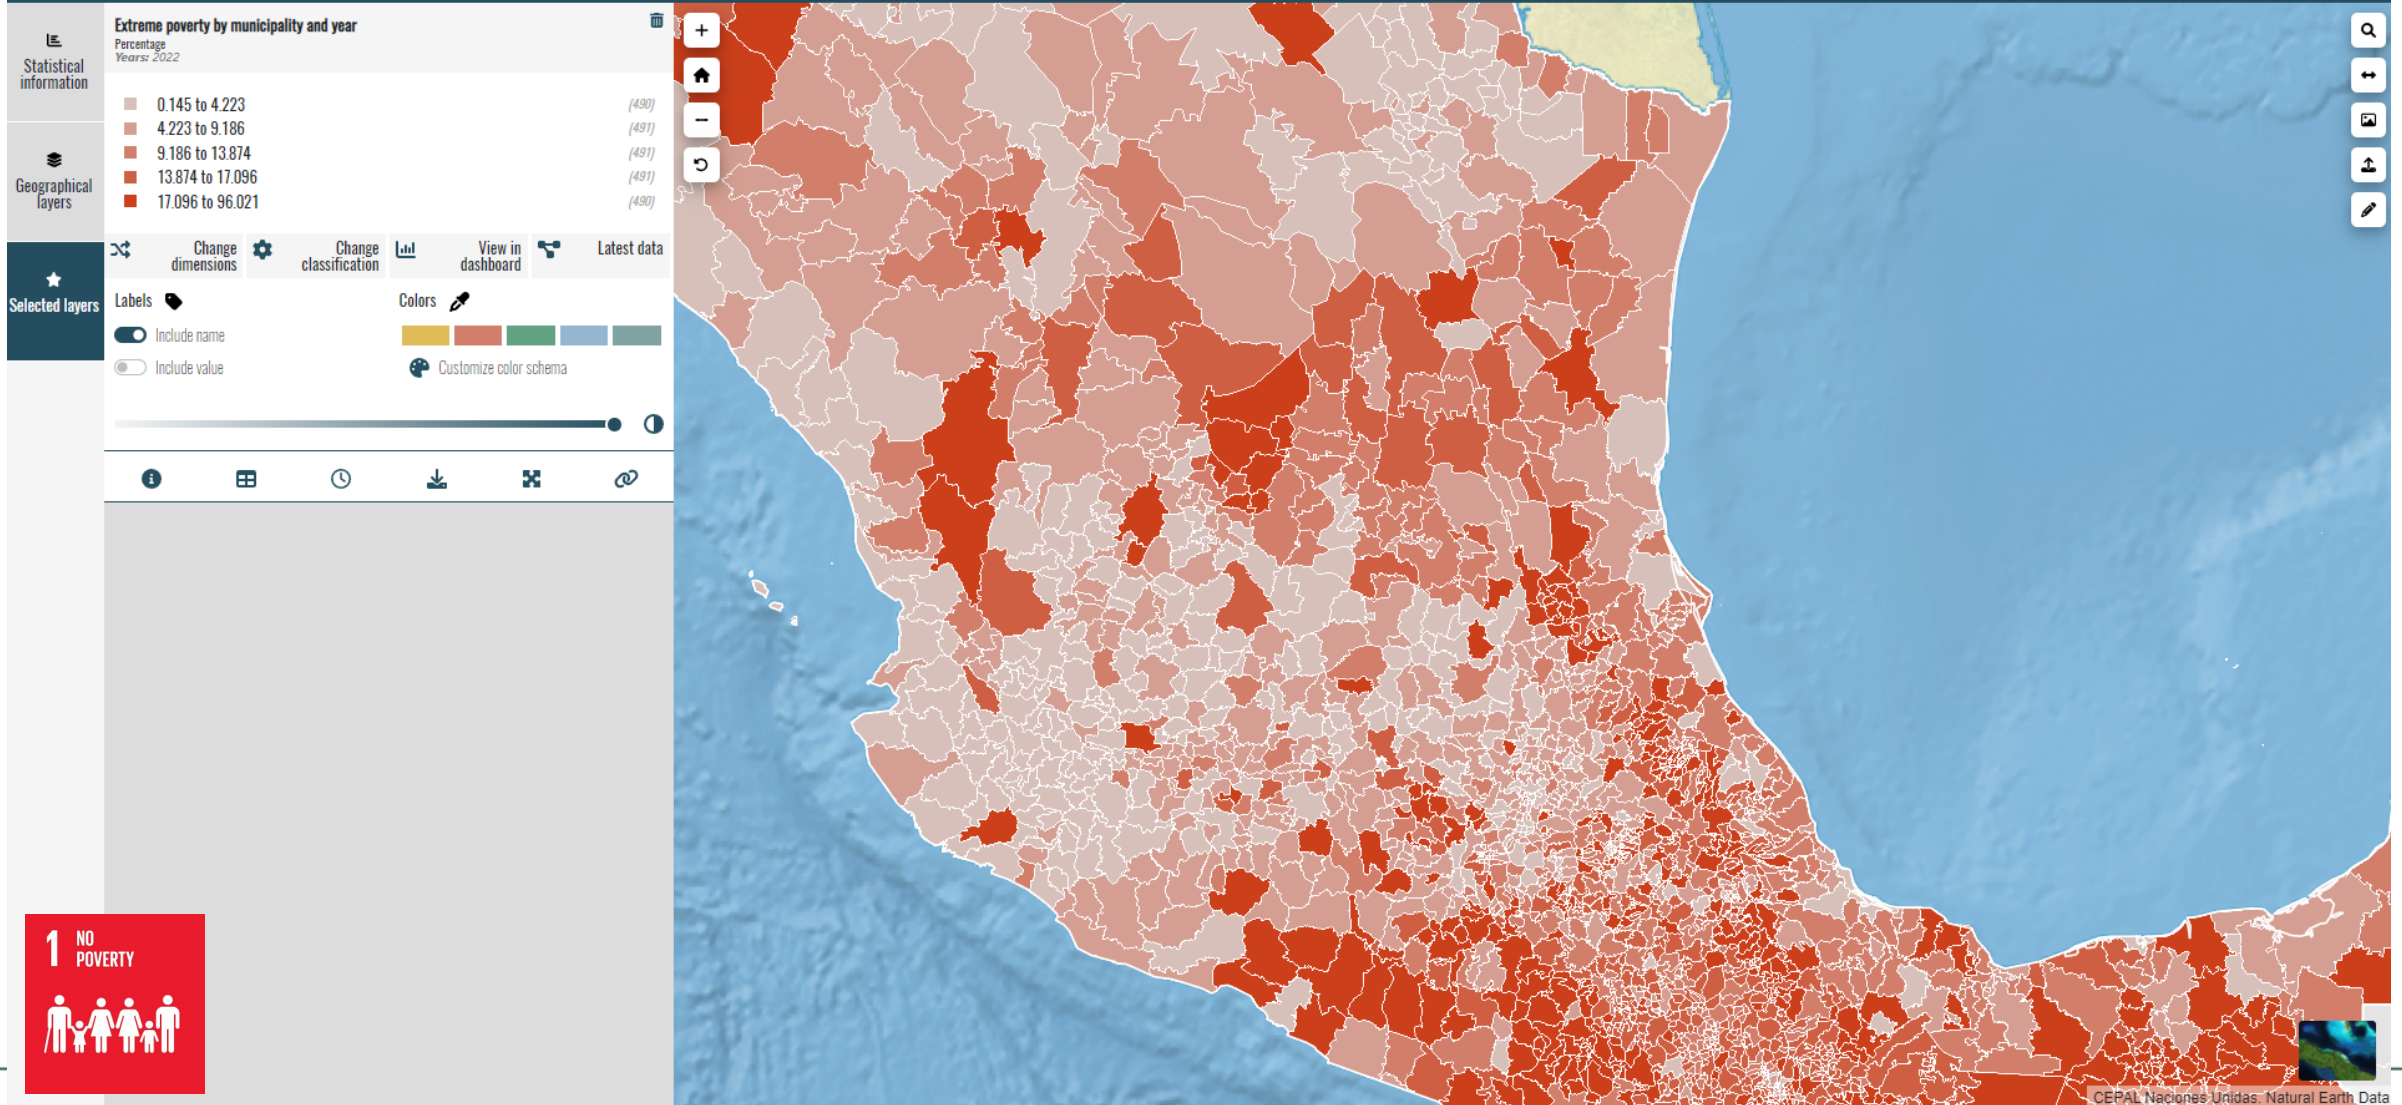 Statistical
information
Geographical
layers
Selected layers
Extreme poverty by municipality and year
Percentage
Years: 2022
0.145 to 4.223 (490)
4.223 to 9.186 (491)
9.186 to 13.874 (491)
13.874 to 17.096 (491)
17.096 to 96.021 (490)
Change
dimensions
Change
classification
View in
dashboard
Latest data
Labels
Colors
Include name
Include value
Customize color schema
1 NO
POVERTY
CEPAL Naciones Unidas. Natural Earth Data